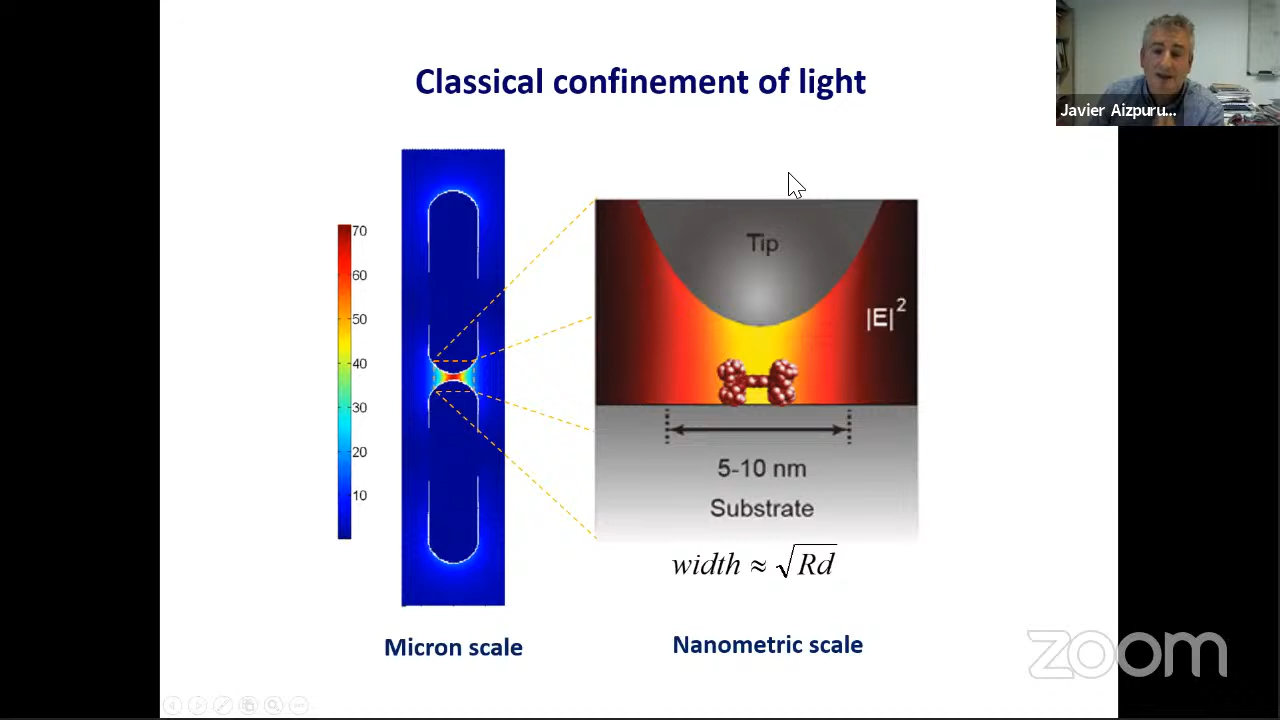 Classical confinement of light
Javier Aizpuru...
70
60
50
40
30
20
10
Tip
|E|²
5-10 nm
Substrate
width ≈ √Rd
Micron scale
Nanometric scale
zoom